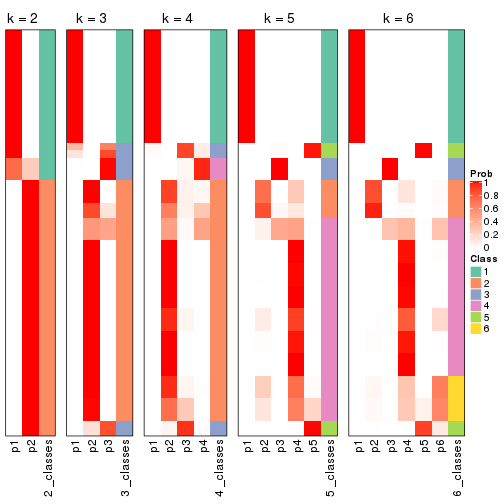 k = 2
k = 3
k = 4
k = 5
k = 6
Prob
1
0.8
0.6
0.4
0.2
0
Class
1
2
3
4
5
6
p1
p2
2_classes
p1
p2
p3
3_classes
p1
p2
p3
p4
4_classes
p1
p2
p3
p4
p5
5_classes
p1
p2
p3
p4
p5
p6
6_classes